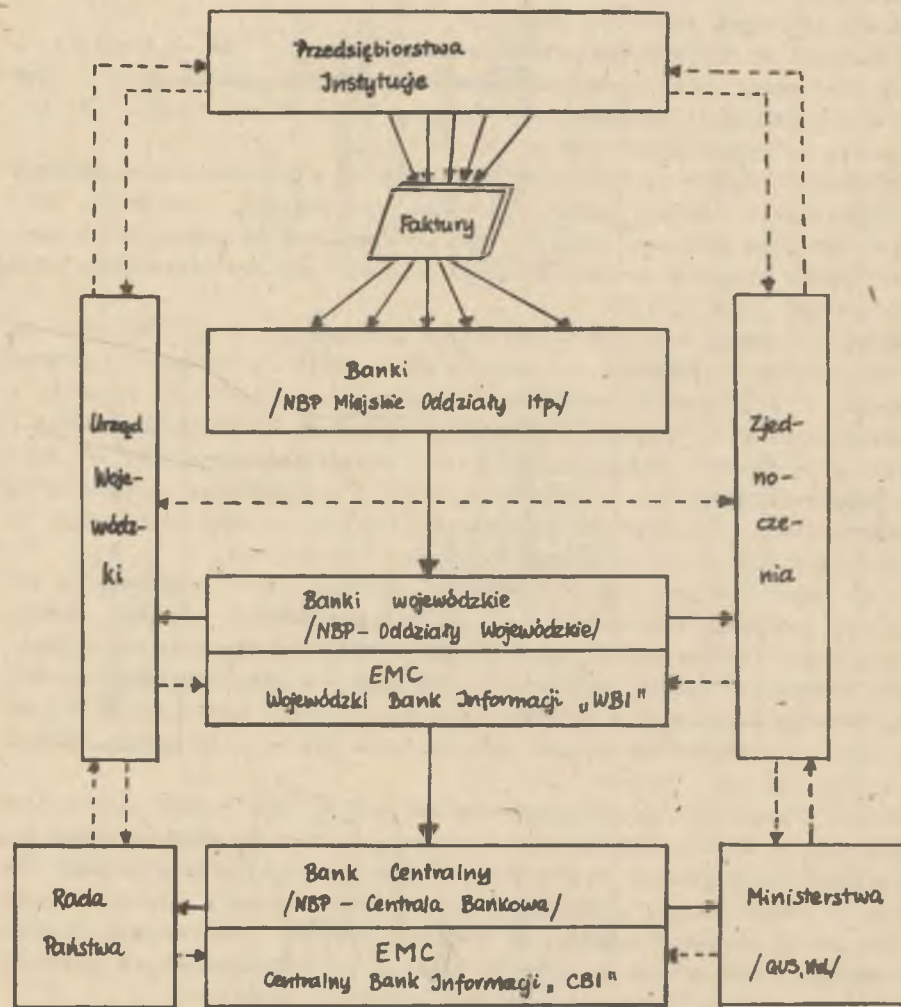 Przedsiębiorstwa
Instytucje
Faktury
Banki
/NBP Miejskie Oddziały itp./
Urząd
Woje-
wódz-
ki
Zjed-
no-
cze-
nia
Banki wojewódzkie
/NBP - Oddziały Wojewódzkie/
EMC
Wojewódzki Bank Informacji „WBI"
Rada
Państwa
Bank Centralny
/NBP - Centrala Bankowa/
EMC
Centralny Bank Informacji „CBI"
Ministerstwa
/GUS,